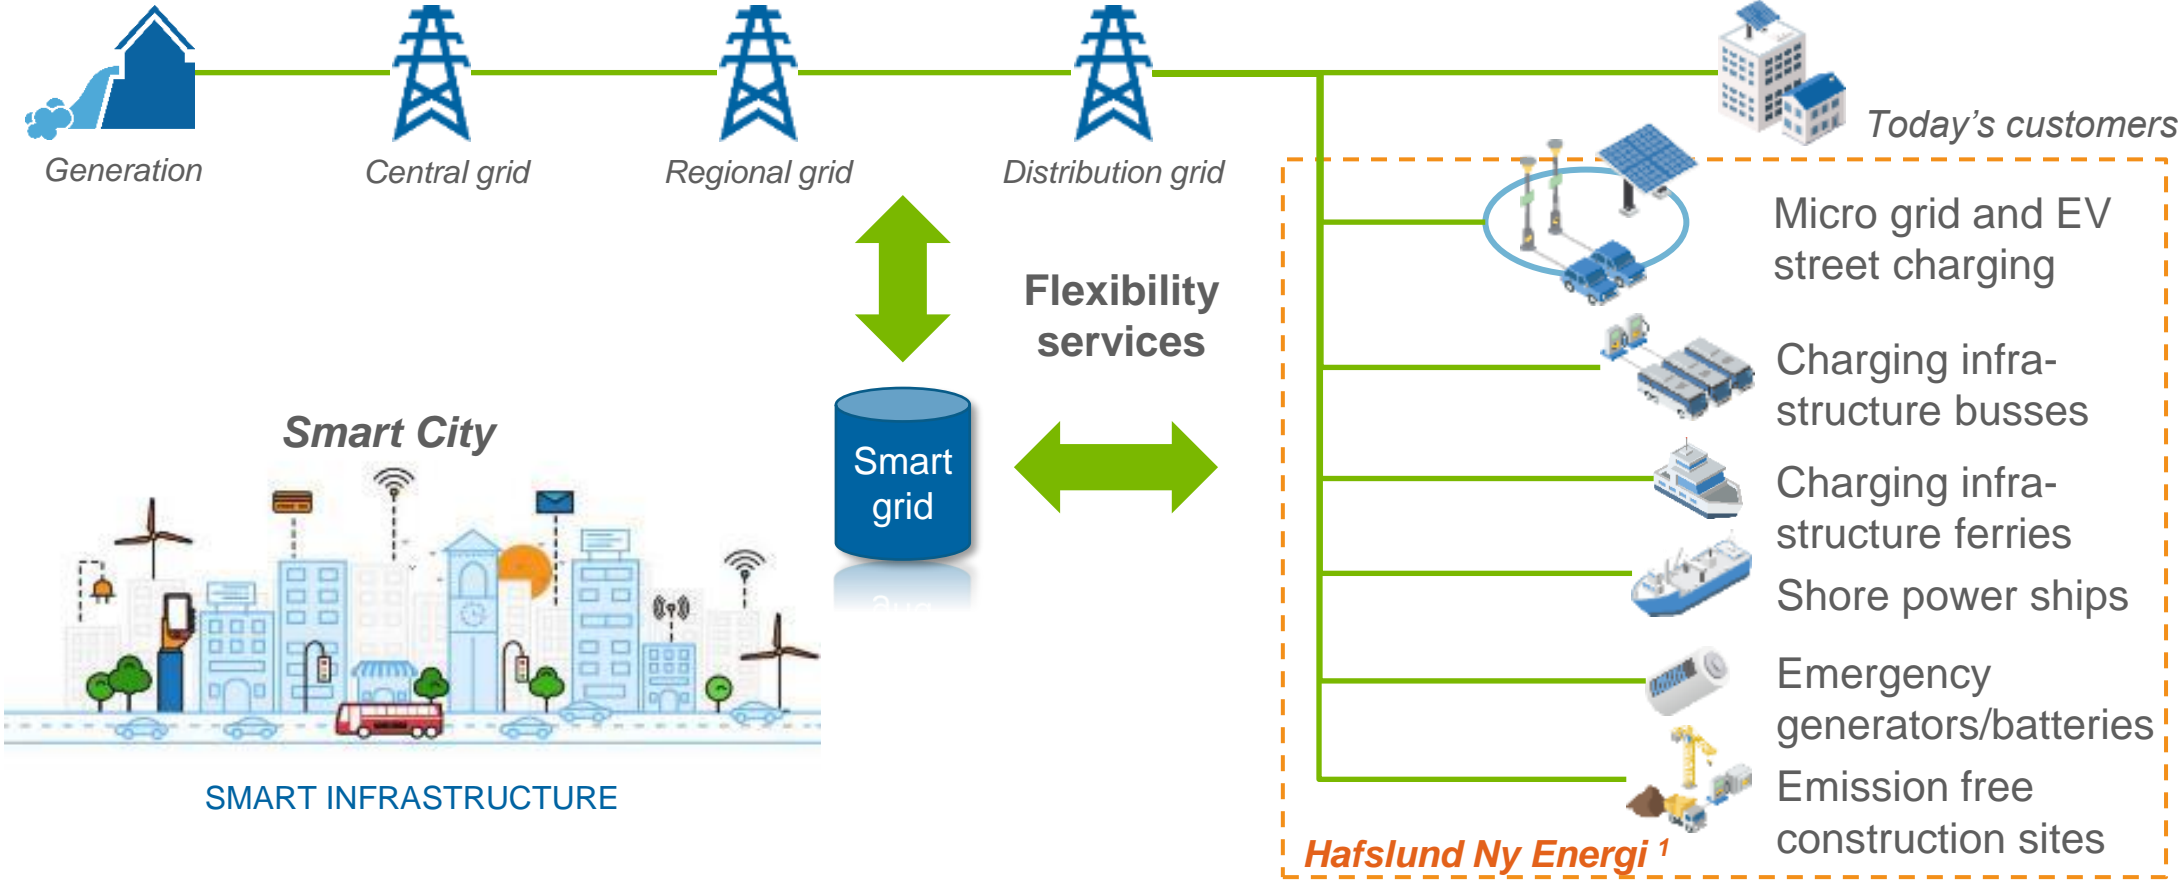 Generation
Central grid
Regional grid
Distribution grid
Today's customers
Micro grid and EV
street charging
Flexibility
services
Charging infra-
structure busses
Smart City
Smart
grid
Charging infra-
structure ferries
Shore power ships
Emergency
generators/batteries
SMART INFRASTRUCTURE
Emission free
construction sites
Hafslund Ny Energi 1